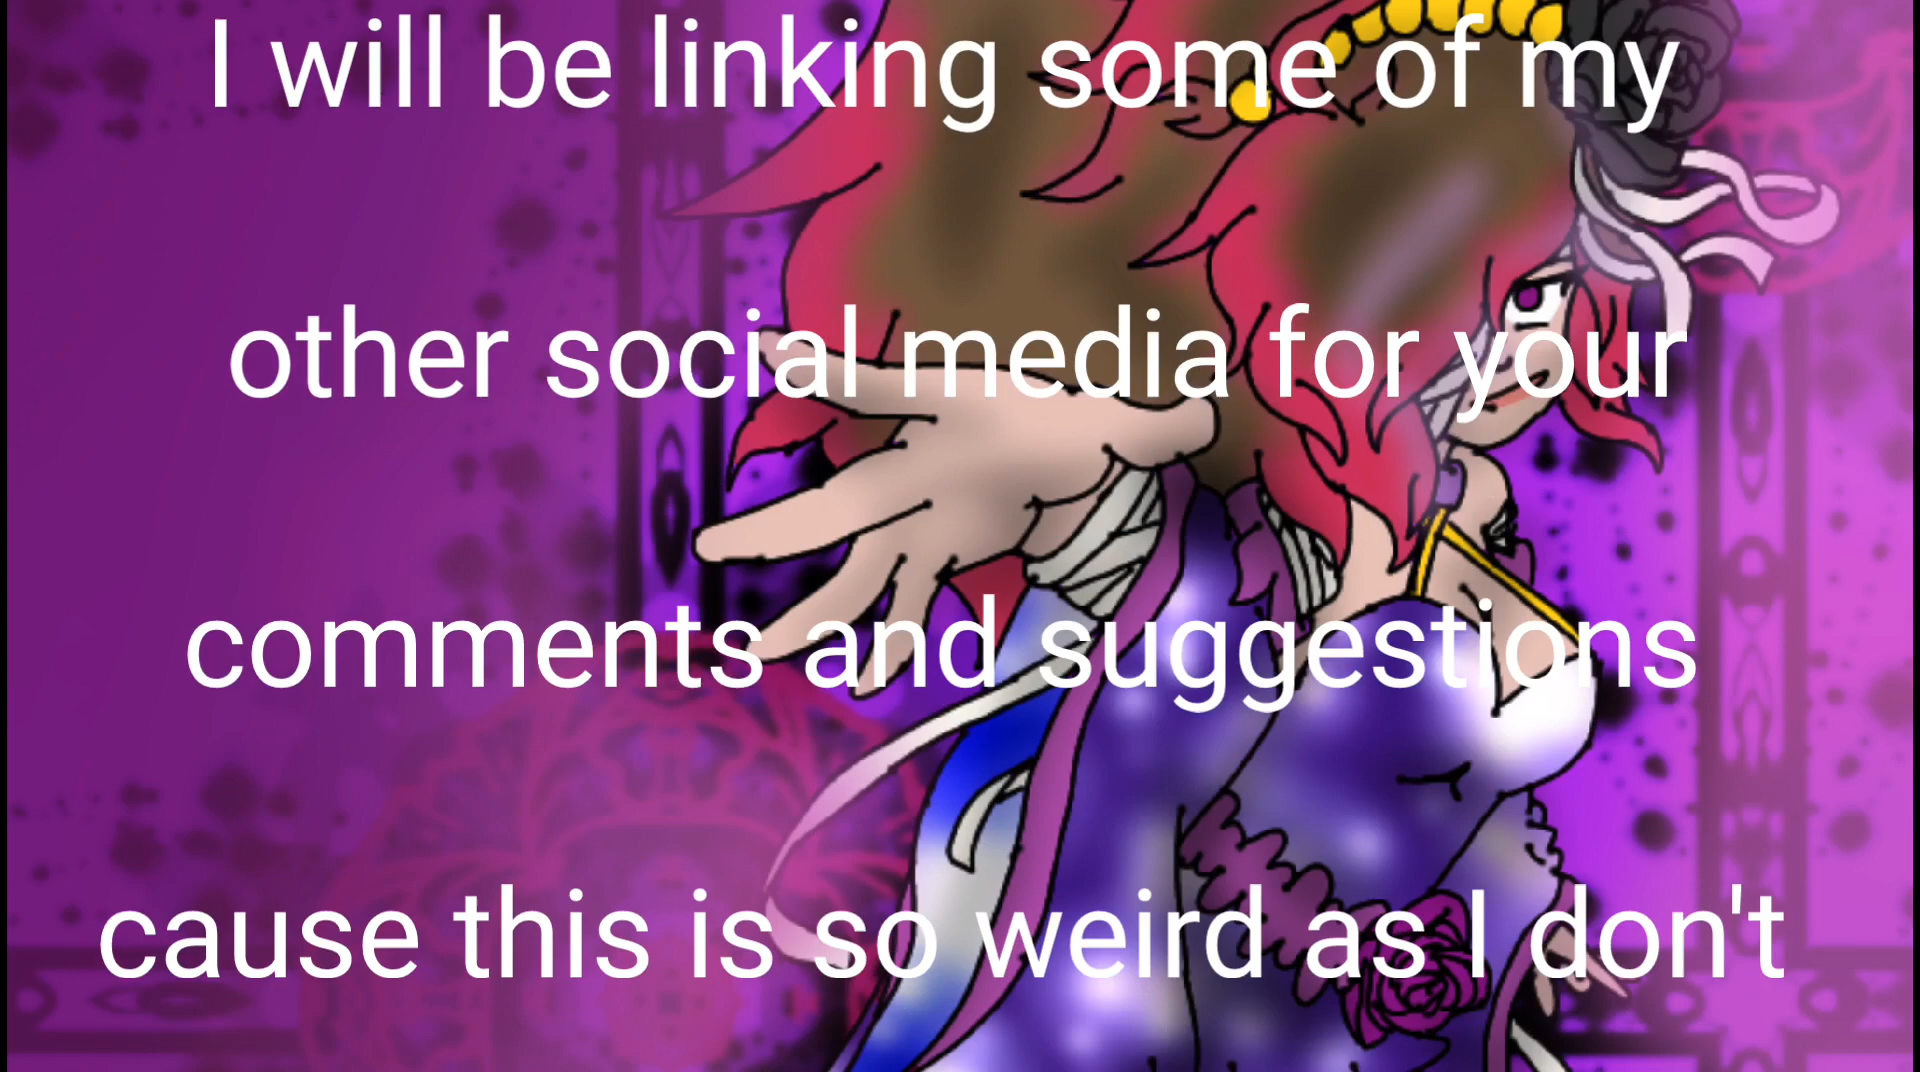 I will be linking some of my
other social media for your
comments and suggestions
cause this is so weird as I don't